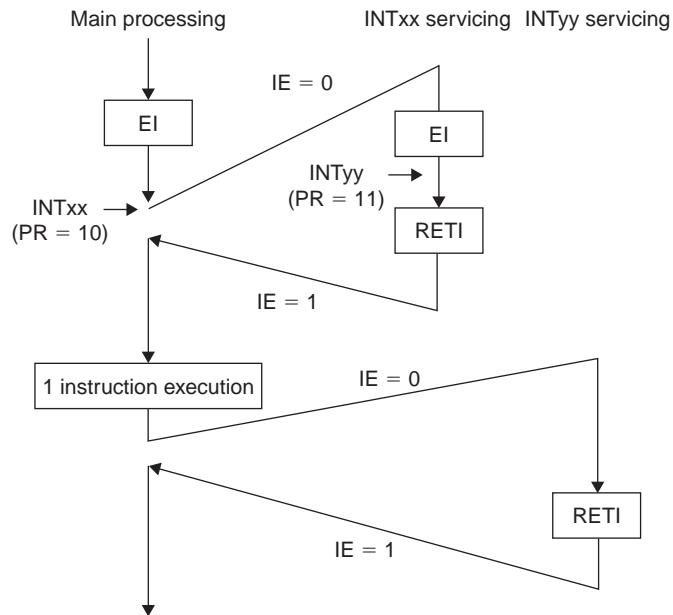 Main processing
INTxx servicing
INTyy servicing
IE = 0
EI
EI
INTyy
(PR = 11)
INTxx
(PR = 10)
RETI
IE = 1
1 instruction execution
IE = 0
RETI
IE = 1